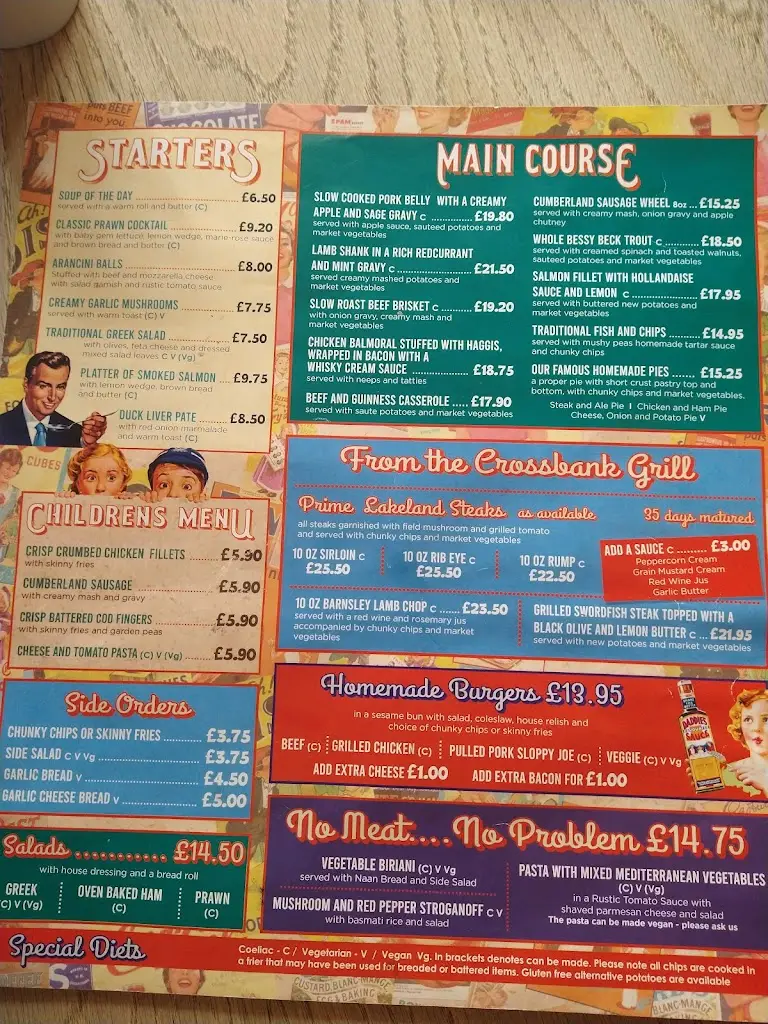 STARTERS
SOUP OF THE DAY ............ £6.50
served with a warm roll and butter (C)
CLASSIC PRAWN COCKTAIL ............ £9.20
with baby gem lettuce, lemon wedge, marie rose sauce
and brown bread and butter (C)
ARANCINI BALLS ............ £8.00
Stuffed with beef and mozzarella cheese
with salad garnish and rustic tomato sauce
CREAMY GARLIC MUSHROOMS ............ £7.75
served with warm toast (C) V
TRADITIONAL GREEK SALAD ............ £7.50
with olives, feta cheese and dressed
mixed salad leaves C V (Vg)
PLATTER OF SMOKED SALMON ...... £9.75
with lemon wedge, brown bread
and butter (C)
DUCK LIVER PATE ............ £8.50
with red onion marmalade
and warm toast (C)
MAIN COURSE
SLOW COOKED PORK BELLY WITH A CREAMY
APPLE AND SAGE GRAVY C ............ £19.80
served with apple sauce, sauteed potatoes and
market vegetables
LAMB SHANK IN A RICH REDCURRANT
AND MINT GRAVY C ............ £21.50
served creamy mashed potatoes and
market vegetables
SLOW ROAST BEEF BRISKET C ............ £19.20
with onion gravy, creamy mash and
market vegetables
CHICKEN BALMORAL STUFFED WITH HAGGIS,
WRAPPED IN BACON WITH A
WHISKY CREAM SAUCE ............ £18.75
served with neeps and tatties
BEEF AND GUINNESS CASSEROLE ..... £17.90
served with saute potatoes and market vegetables
CUMBERLAND SAUSAGE WHEEL 8oz ... £15.25
served with creamy mash, onion gravy and apple
chutney
WHOLE BESSY BECK TROUT C ............ £18.50
served with creamed spinach and toasted walnuts,
sauteed potatoes and market vegetables
SALMON FILLET WITH HOLLANDAISE
SAUCE AND LEMON C ............ £17.95
served with buttered new potatoes and
market vegetables
TRADITIONAL FISH AND CHIPS ............ £14.95
served with mushy peas homemade tartar sauce
and chunky chips
OUR FAMOUS HOMEMADE PIES ....... £15.25
a proper pie with short crust pastry top and
bottom, with chunky chips and market vegetables.
Steak and Ale Pie I Chicken and Ham Pie
Cheese, Onion and Potato Pie V
From the Crossbank Grill
Prime Lakeland Steaks as available 35 days matured
all steaks garnished with field mushroom and grilled tomato
and served with chunky chips and market vegetables
10 OZ SIRLOIN C
£25.50
10 OZ RIB EYE C
£25.50
10 OZ RUMP C
£22.50
ADD A SAUCE C ......... £3.00
Peppercorn Cream
Grain Mustard Cream
Red Wine Jus
Garlic Butter
10 OZ BARNSLEY LAMB CHOP C ...... £23.50
served with a red wine and rosemary jus
accompanied by chunky chips and market
vegetables
GRILLED SWORDFISH STEAK TOPPED WITH A
BLACK OLIVE AND LEMON BUTTER C ... £21.95
served with new potatoes and market vegetables
CHILDRENS MENU
CRISP CRUMBED CHICKEN FILLETS ........ £5.90
with skinny fries
CUMBERLAND SAUSAGE ............ £5.90
with creamy mash and gravy
CRISP BATTERED COD FINGERS ............ £5.90
with skinny fries and garden peas
CHEESE AND TOMATO PASTA (C) V (Vg) ...... £5.90
Side Orders
CHUNKY CHIPS OR SKINNY FRIES ............ £3.75
SIDE SALAD C V Vg ............ £3.75
GARLIC BREAD V ............ £4.50
GARLIC CHEESE BREAD V ............ £5.00
Homemade Burgers £13.95
in a sesame bun with salad, coleslaw, house relish and
choice of chunky chips or skinny fries
BEEF (C) GRILLED CHICKEN (C) PULLED PORK SLOPPY JOE (C) VEGGIE (C) V Vg
ADD EXTRA CHEESE £1.00 ADD EXTRA BACON FOR £1.00
DADDIES
SAUCE
Salads ............ £14.50
with house dressing and a bread roll
GREEK
(C) V (Vg)
OVEN BAKED HAM
(C)
PRAWN
(C)
No Meat.... No Problem £14.75
VEGETABLE BIRIANI (C) V Vg
served with Naan Bread and Side Salad
MUSHROOM AND RED PEPPER STROGANOFF C V
with basmati rice and salad
PASTA WITH MIXED MEDITERRANEAN VEGETABLES
(C) V (Vg)
in a Rustic Tomato Sauce with
shaved parmesan cheese and salad
The pasta can be made vegan - please ask us
Special Diets
Coeliac - C / Vegetarian - V / Vegan Vg. In brackets denotes can be made. Please note all chips are cooked in
a frier that may have been used for breaded or battered items. Gluten free alternative potatoes are available